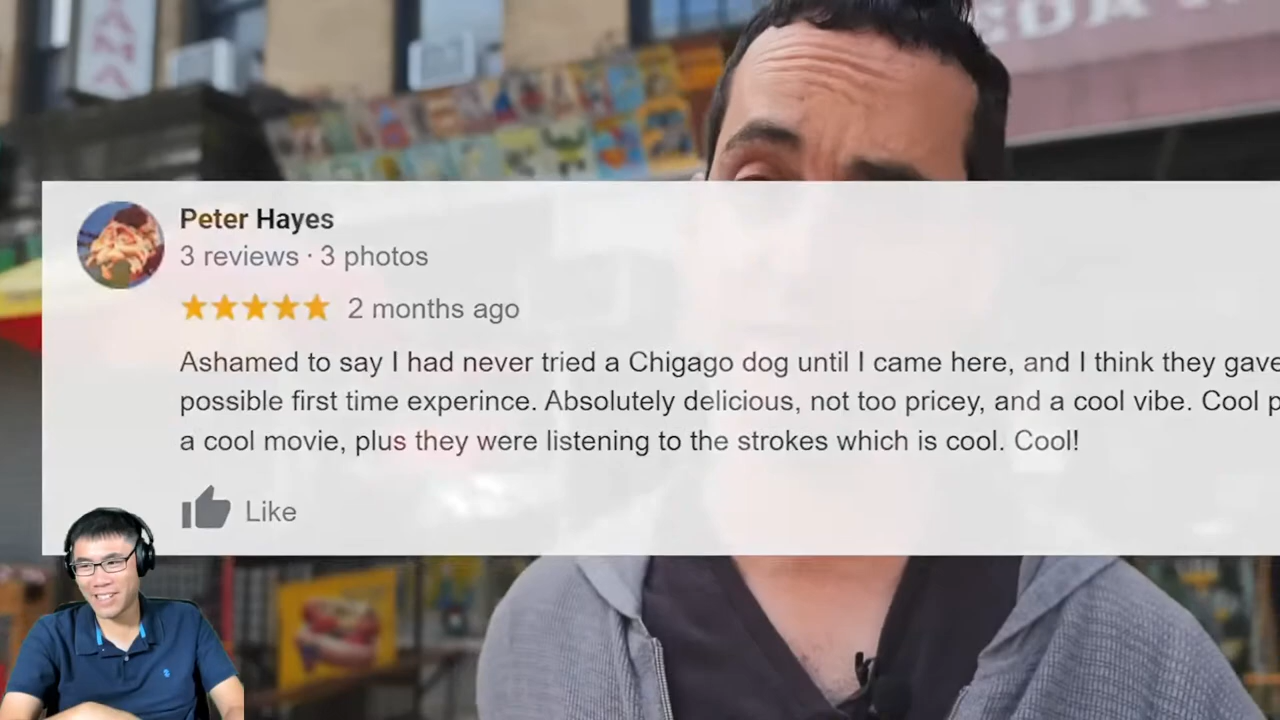 AMA
Peter Hayes
3 reviews · 3 photos
2 months ago
Ashamed to say I had never tried a Chigago dog until I came here, and I think they gave
possible first time experince. Absolutely delicious, not too pricey, and a cool vibe. Cool
a cool movie, plus they were listening to the strokes which is cool. Cool!
Like